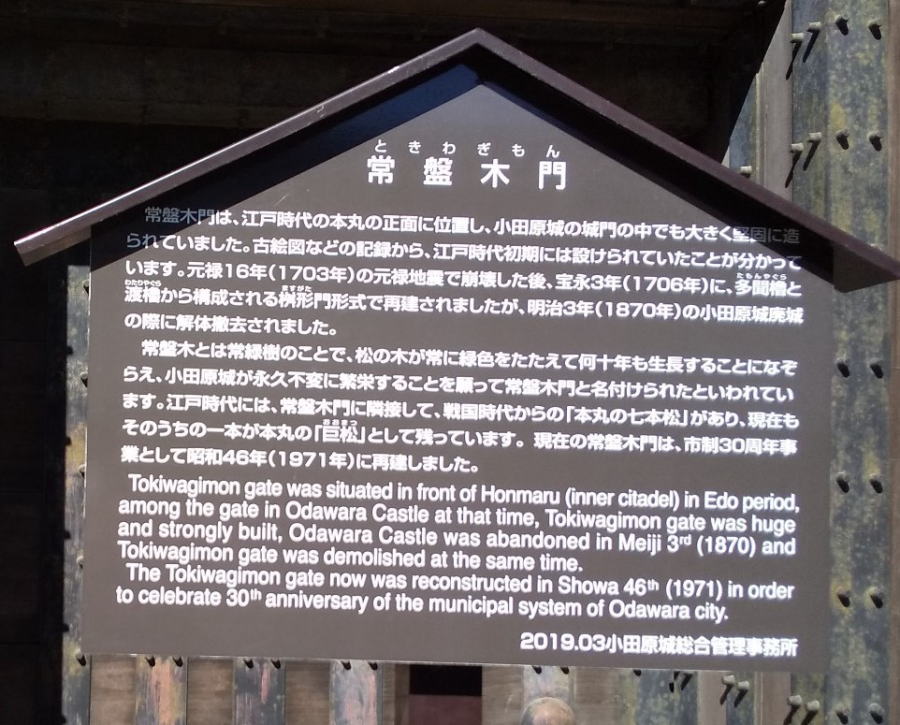 ときわぎもん
常盤木門
常盤木門は、江戸時代の本丸の正面に位置し、小田原城の城門の中でも大きく堅固に造
られていました。古絵図などの記録から、江戸時代初期には設けられていたことが分かって
います。元禄16年(1703年)の元禄地震で崩壊した後、宝永3年(1706年)に、多聞櫓と
たもんやぐら
わたりやぐら ますがた
渡櫓から構成される桝形門形式で再建されましたが、明治3年(1870年)の小田原城廃城
の際に解体撤去されました。
常盤木とは常緑樹のことで、松の木が常に緑色をたたえて何十年も生長することになぞ
らえ、小田原城が永久不変に繁栄することを願って常盤木門と名付けられたといわれてい
ます。江戸時代には、常盤木門に隣接して、戦国時代からの「本丸の七本松」があり、現在も
おおまつ
そのうちの一本が本丸の「巨松」として残っています。現在の常盤木門は、市制30周年事
業として昭和46年(1971年)に再建しました。
Tokiwagimon gate was situated in front of Honmaru (inner citadel) in Edo period,
among the gate in Odawara Castle at that time, Tokiwagimon gate was huge
and strongly built, Odawara Castle was abandoned in Meiji 3rd (1870) and
Tokiwagimon gate was demolished at the same time.
The Tokiwagimon gate now was reconstructed in Showa 46th (1971) in order
to celebrate 30th anniversary of the municipal system of Odawara city.
2019.03小田原城総合管理事務所